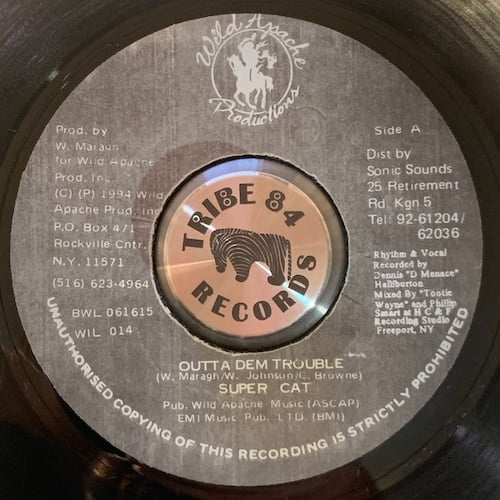 Wild Apache
Productions
Prod. by
W. Maragh
for Wild Apache
Prod. Inc.
(C) (P) 1994 Wild
Apache Prod, Inc
P.O. Box 471
Rockville Cntr.
N.Y. 11571
(516) 623-4964
BWL 061615
WIL 014
Side A
Dist by
Sonic Sounds
25 Retirement
Rd, Kgn 5
Tel: 92-61204/
62036
Rhythm & Vocal
Recorded by
Dennis "D Menace"
Halliburton
Mixed By "Tootie
Wayne" and Phillip
Smart at H C & F
Recording Studio
Freeport, NY
TRIBE 84
RECORDS
OUTTA DEM TROUBLE
(W. Maragh/W. Johnson/C. Browne)
SUPER CAT
Pub. Wild Apache Music (ASCAP)
EMI Music Pub. LTD. (BMI)
UNAUTHORISED COPYING OF THIS RECORDING IS STRICTLY PROHIBITED